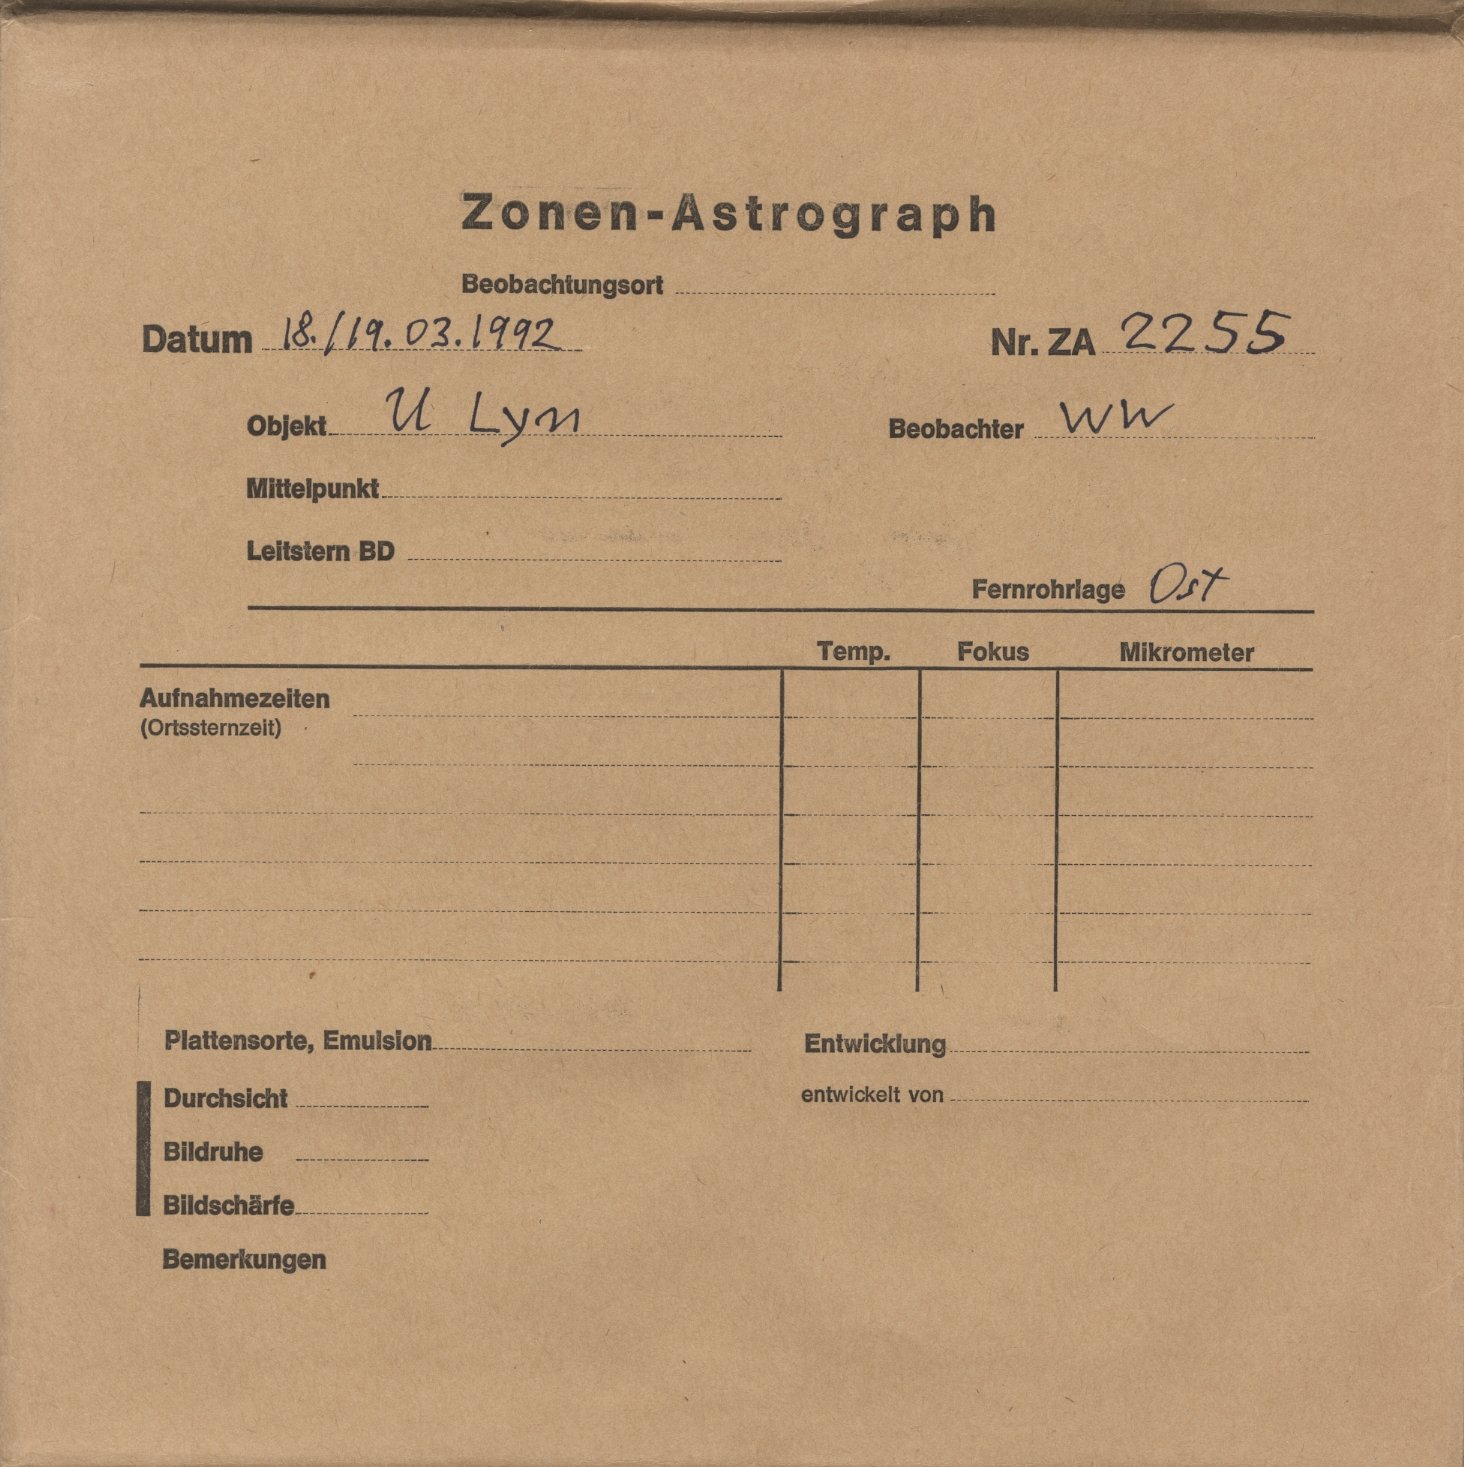 Zonen-Astrograph
Beobachtungsort
Datum 18./19.03.1992 Nr. ZA 2255
Objekt U Lyn Beobachter WW
Mittelpunkt
Leitstern BD
Fernrohrlage Ost
Temp. Fokus Mikrometer
Aufnahmezeiten
(Ortssternzeit)
Plattensorte, Emulsion Entwicklung
Durchsicht entwickelt von
Bildruhe
Bildschärfe
Bemerkungen